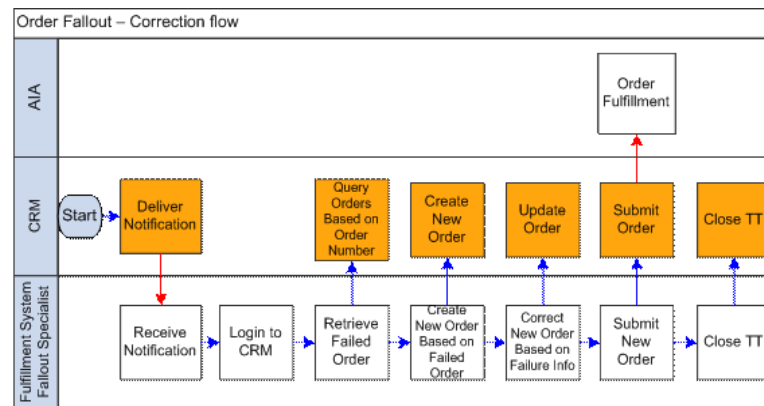 Order Fallout – Correction flow
AIA
Order
Fulfillment
CRM
Start
Deliver
Notification
Query
Orders
Based on
Order
Number
Create
New
Order
Update
Order
Submit
Order
Close TT
Fulfillment System
Fallout Specialist
Receive
Notification
Login to
CRM
Retrieve
Failed
Order
Create
New Order
Based on
Failed
Order
Correct
New Order
Based on
Failure Info
Submit
New
Order
Close TT